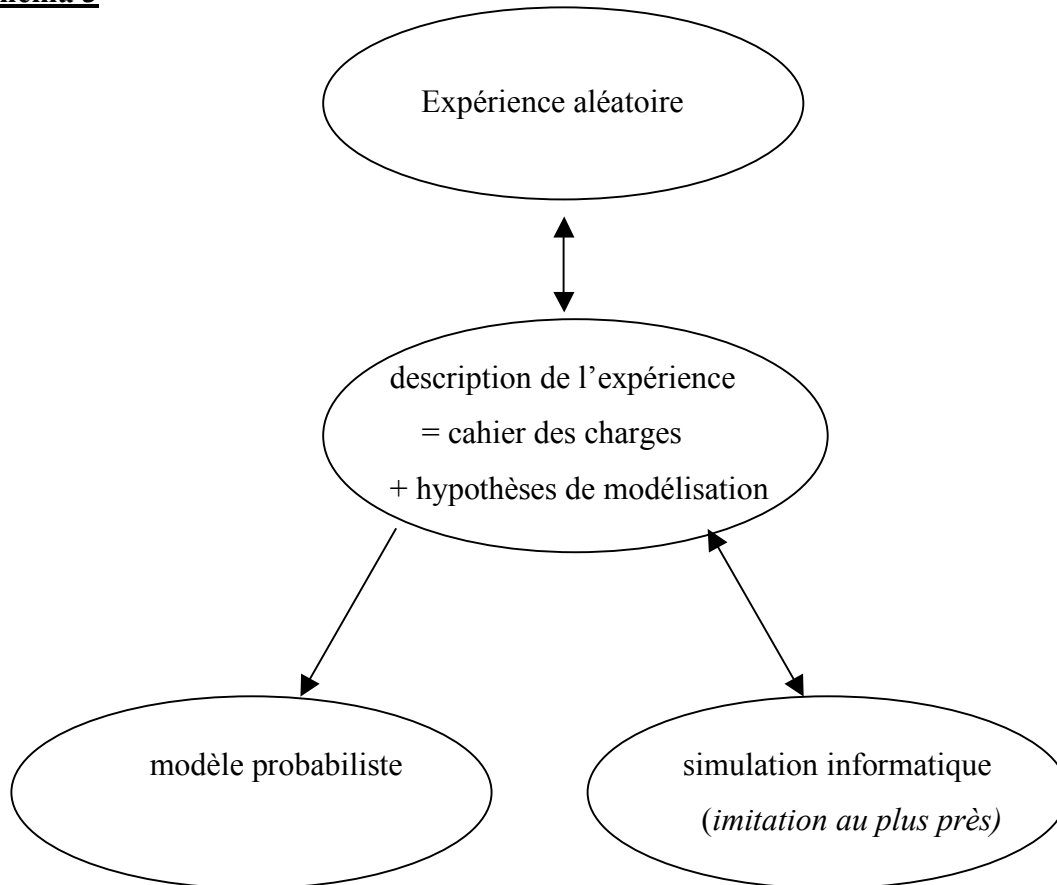 Expérience aléatoire
description de l’expérience
= cahier des charges
+ hypothèses de modélisation
modèle probabiliste
simulation informatique
(imitation au plus près)